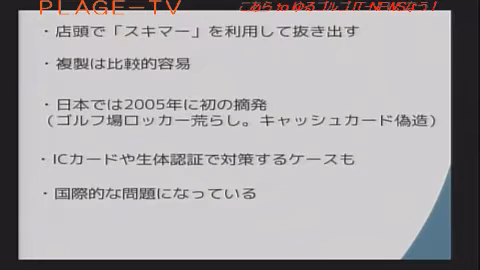 PLAGE-TV
・店頭で「スキマー」を利用して抜き出す
・複製は比較的容易
・日本では2005年に初の摘発
(ゴルフ場ロッカー荒らし。キャッシュカード偽造)
・ICカードや生体認証で対策するケースも
・国際的な問題になっている